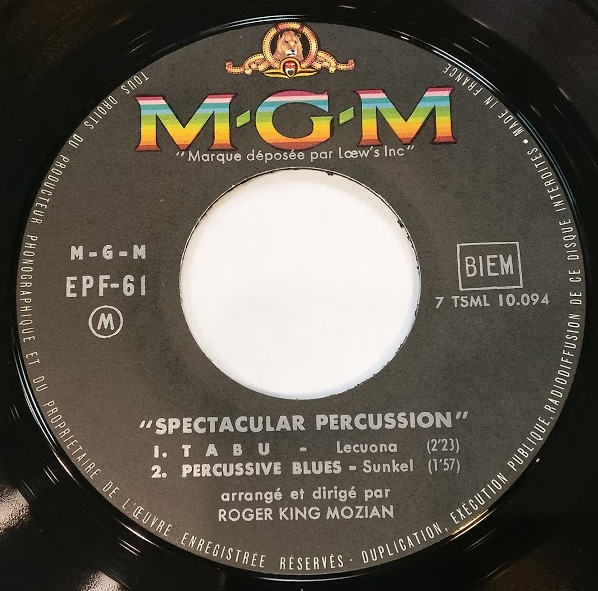 M-G-M
"Marque déposée par Lœw's Inc"
M-G-M
EPF-61
M
BIEM
7 TSML 10.094
"SPECTACULAR PERCUSSION"
1. TABU - Lecuona (2'23)
2. PERCUSSIVE BLUES - Sunkel (1'57)
arrangé et dirigé par
ROGER KING MOZIAN
TOUS DROITS DU PRODUCTEUR PHONOGRAPHIQUE ET DU PROPRIETAIRE DE L'ŒUVRE ENREGISTRÉE RÉSERVÉS · DUPLICATION, EXÉCUTION PUBLIQUE, RADIODIFFUSION DE CE DISQUE INTERDITES • MADE IN FRANCE